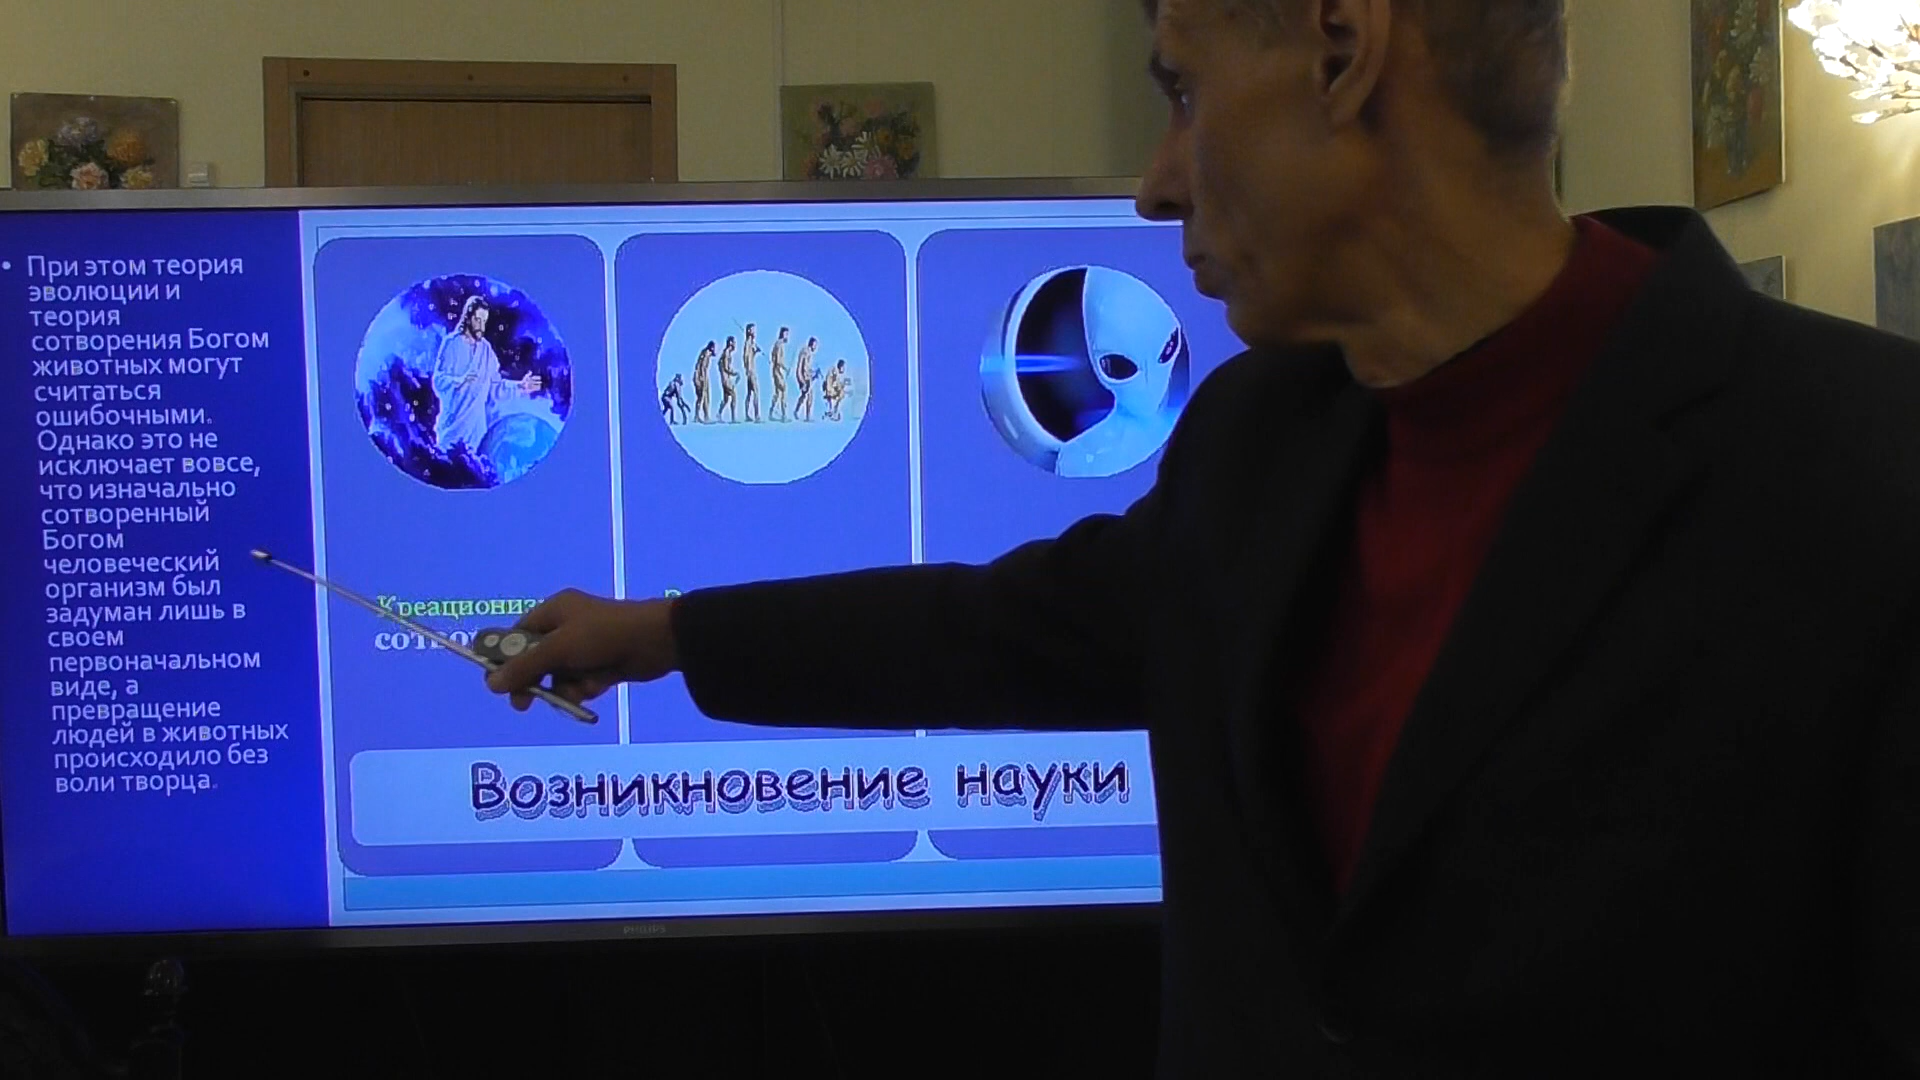 • При этом теория
эволюции и
теория
сотворения Богом
животных могут
считаться
ошибочными.
Однако это не
исключает вовсе,
что изначально
сотворенный
Богом
человеческий
организм был
задуман лишь в
своем
первоначальном
виде, а
превращение
людей в животных
происходило без
воли творца.
Возникновение науки
PHILIPS